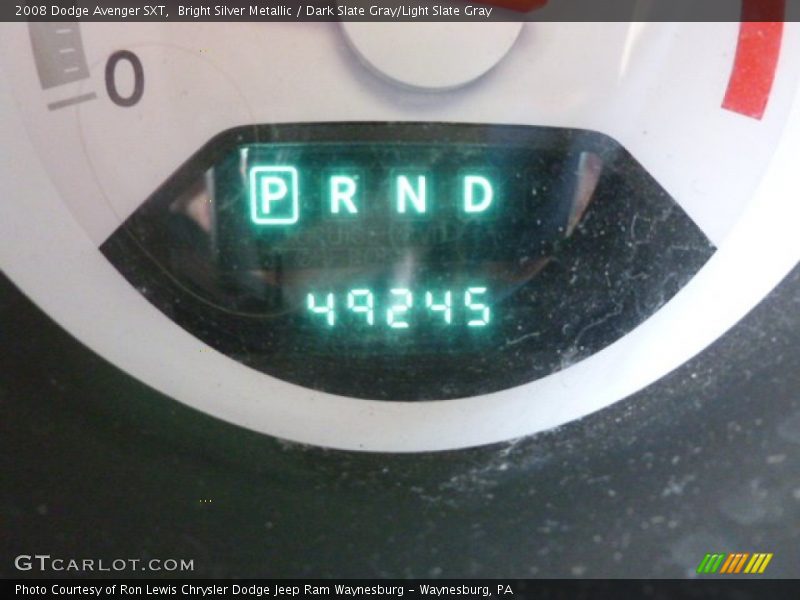 2008 Dodge Avenger SXT, Bright Silver Metallic / Dark Slate Gray/Light Slate Gray
0
P R N D
49245
GTCARLOT.COM
Photo Courtesy of Ron Lewis Chrysler Dodge Jeep Ram Waynesburg - Waynesburg, PA